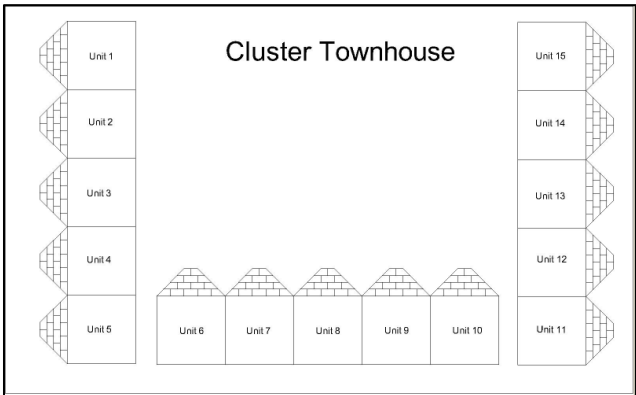 Cluster Townhouse
Unit 1
Unit 2
Unit 3
Unit 4
Unit 5
Unit 6
Unit 7
Unit 8
Unit 9
Unit 10
Unit 11
Unit 12
Unit 13
Unit 14
Unit 15